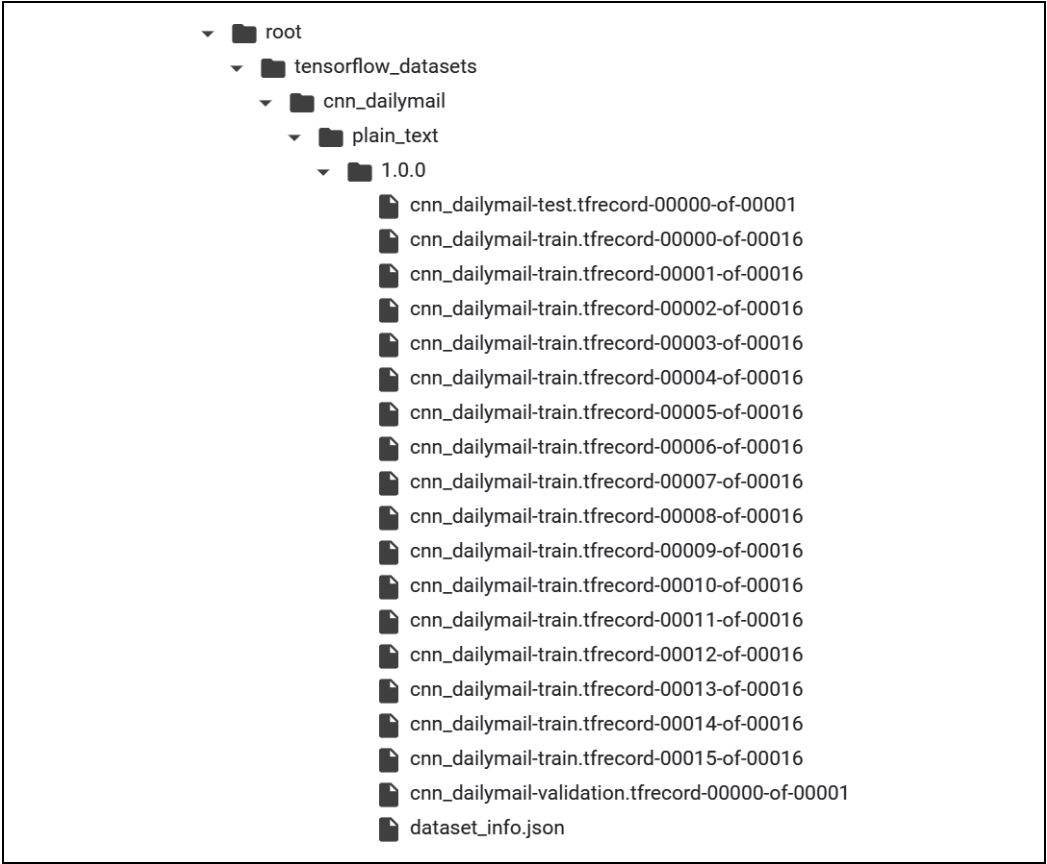 root
tensorflow_datasets
cnn_dailymail
plain_text
1.0.0
cnn_dailymail-test.tfrecord-00000-of-00001
cnn_dailymail-train.tfrecord-00000-of-00016
cnn_dailymail-train.tfrecord-00001-of-00016
cnn_dailymail-train.tfrecord-00002-of-00016
cnn_dailymail-train.tfrecord-00003-of-00016
cnn_dailymail-train.tfrecord-00004-of-00016
cnn_dailymail-train.tfrecord-00005-of-00016
cnn_dailymail-train.tfrecord-00006-of-00016
cnn_dailymail-train.tfrecord-00007-of-00016
cnn_dailymail-train.tfrecord-00008-of-00016
cnn_dailymail-train.tfrecord-00009-of-00016
cnn_dailymail-train.tfrecord-00010-of-00016
cnn_dailymail-train.tfrecord-00011-of-00016
cnn_dailymail-train.tfrecord-00012-of-00016
cnn_dailymail-train.tfrecord-00013-of-00016
cnn_dailymail-train.tfrecord-00014-of-00016
cnn_dailymail-train.tfrecord-00015-of-00016
cnn_dailymail-validation.tfrecord-00000-of-00001
dataset_info.json